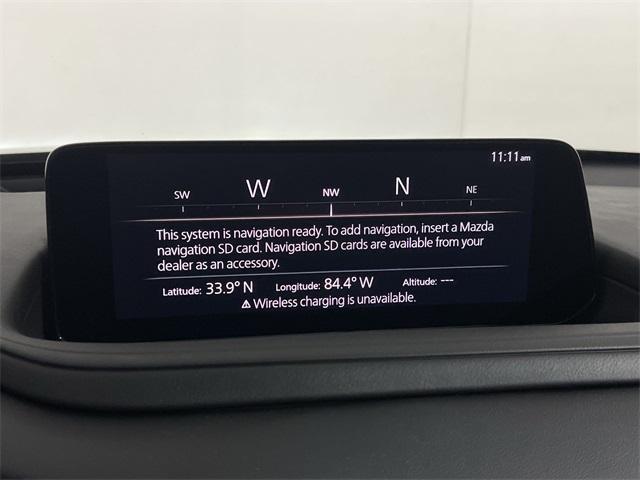 11:11 am
SW W NW N NE
This system is navigation ready. To add navigation, insert a Mazda
navigation SD card. Navigation SD cards are available from your
dealer as an accessory.
Latitude: 33.9° N Longitude: 84.4° W Altitude: ---
⚠ Wireless charging is unavailable.